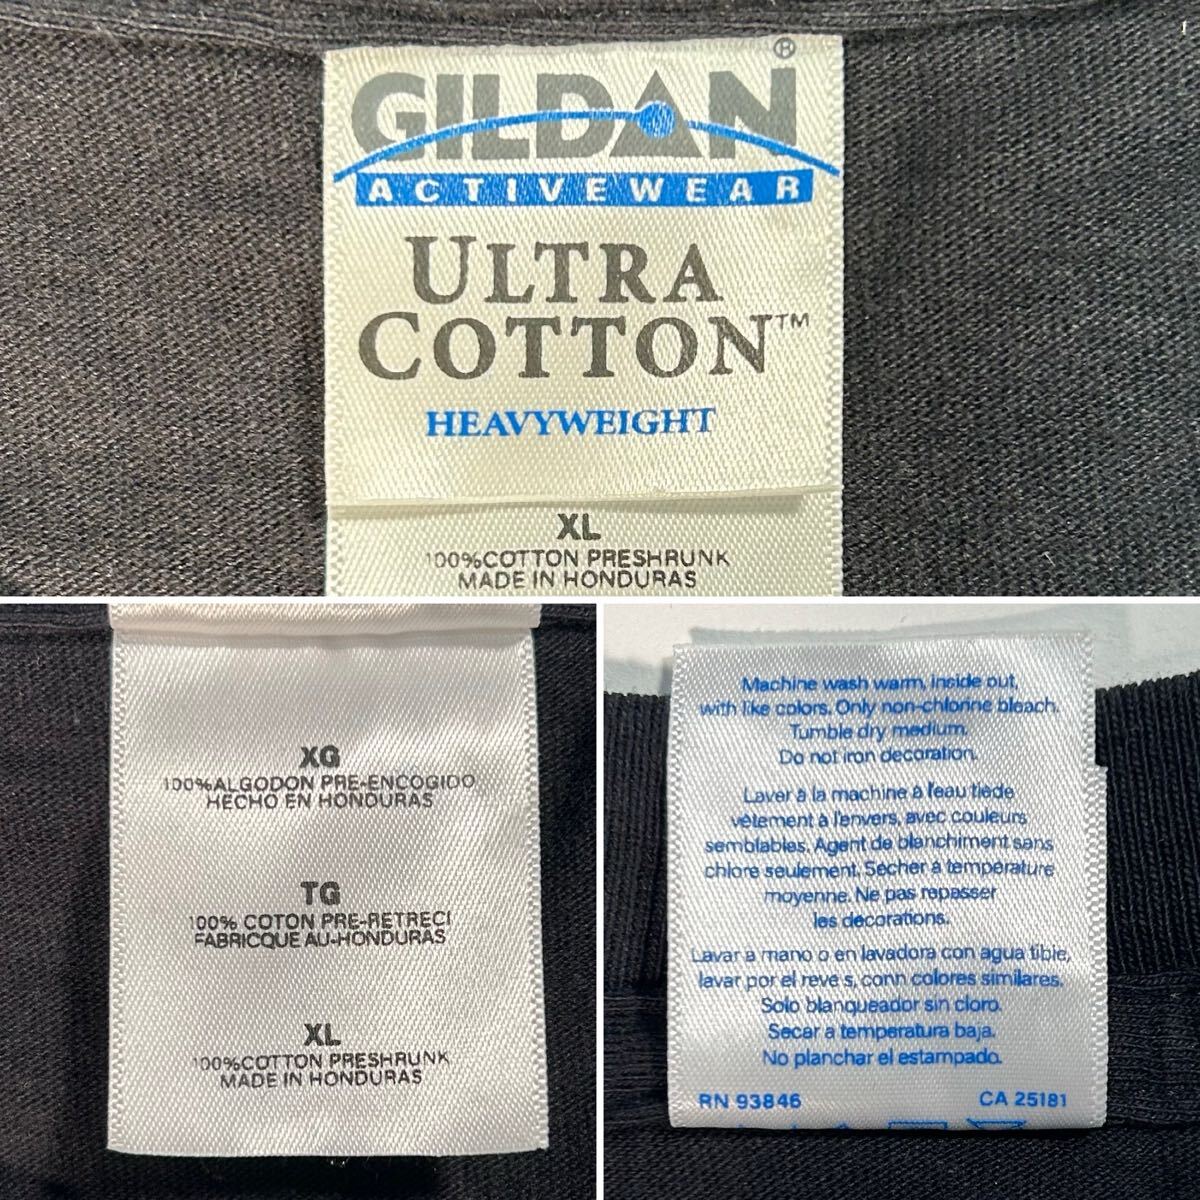 GILDAN®
ACTIVEWEAR
ULTRA
COTTON™
HEAVYWEIGHT
XL
100%COTTON PRESHRUNK
MADE IN HONDURAS
XG
100%ALGODON PRE-ENCOGIDO
HECHO EN HONDURAS
TG
100% COTON PRE-RETRECI
FABRICQUE AU-HONDURAS
XL
100%COTTON PRESHRUNK
MADE IN HONDURAS
Machine wash warm, inside out,
with like colors. Only non-chlorine bleach.
Tumble dry medium.
Do not iron decoration.
Laver à la machine à l'eau tiède
vêtement à l'envers, avec couleurs
semblables. Agent de blanchiment sans
chlore seulement. Sécher à température
moyenne. Ne pas repasser
les décorations.
Lavar a mano o en lavadora con agua tibie,
lavar por el reve s, conn colores similares.
Solo blanqueador sin cloro.
Secar a temperatura baja.
No planchar el estampado.
RN 93846 CA 25181